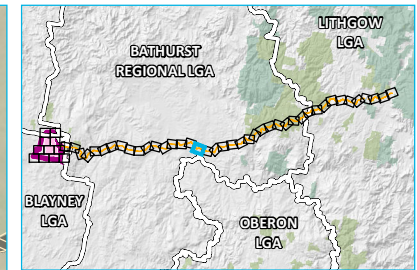 LITHGOW
LGA
BATHURST
REGIONAL LGA
BLAYNEY
LGA
OBERON
LGA